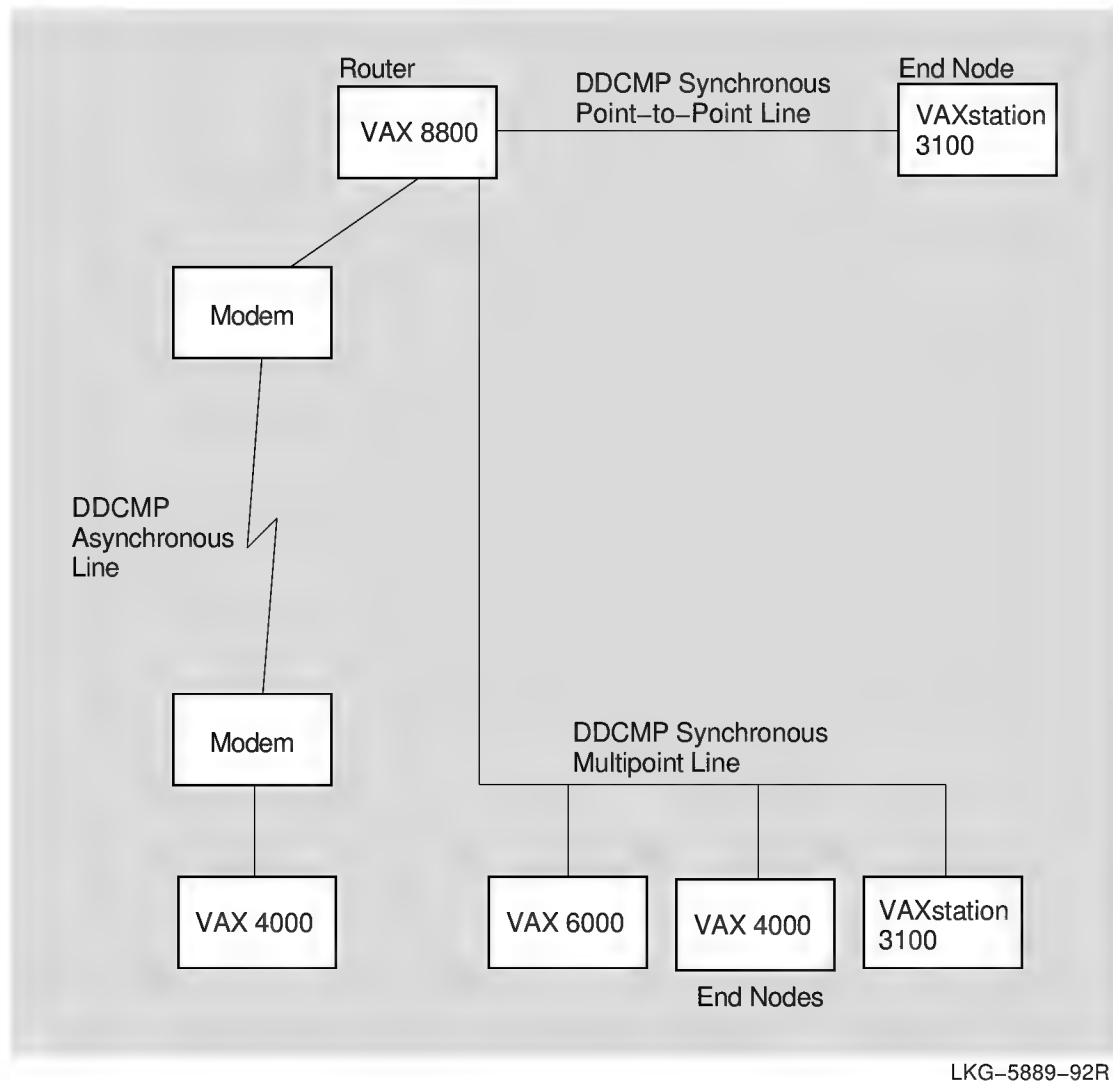 Router
VAX 8800
DDCMP Synchronous
Point–to–Point Line
End Node
VAXstation
3100
Modem
DDCMP
Asynchronous
Line
Modem
DDCMP Synchronous
Multipoint Line
VAX 4000
VAX 6000
VAX 4000
VAXstation
3100
End Nodes
LKG–5889–92R